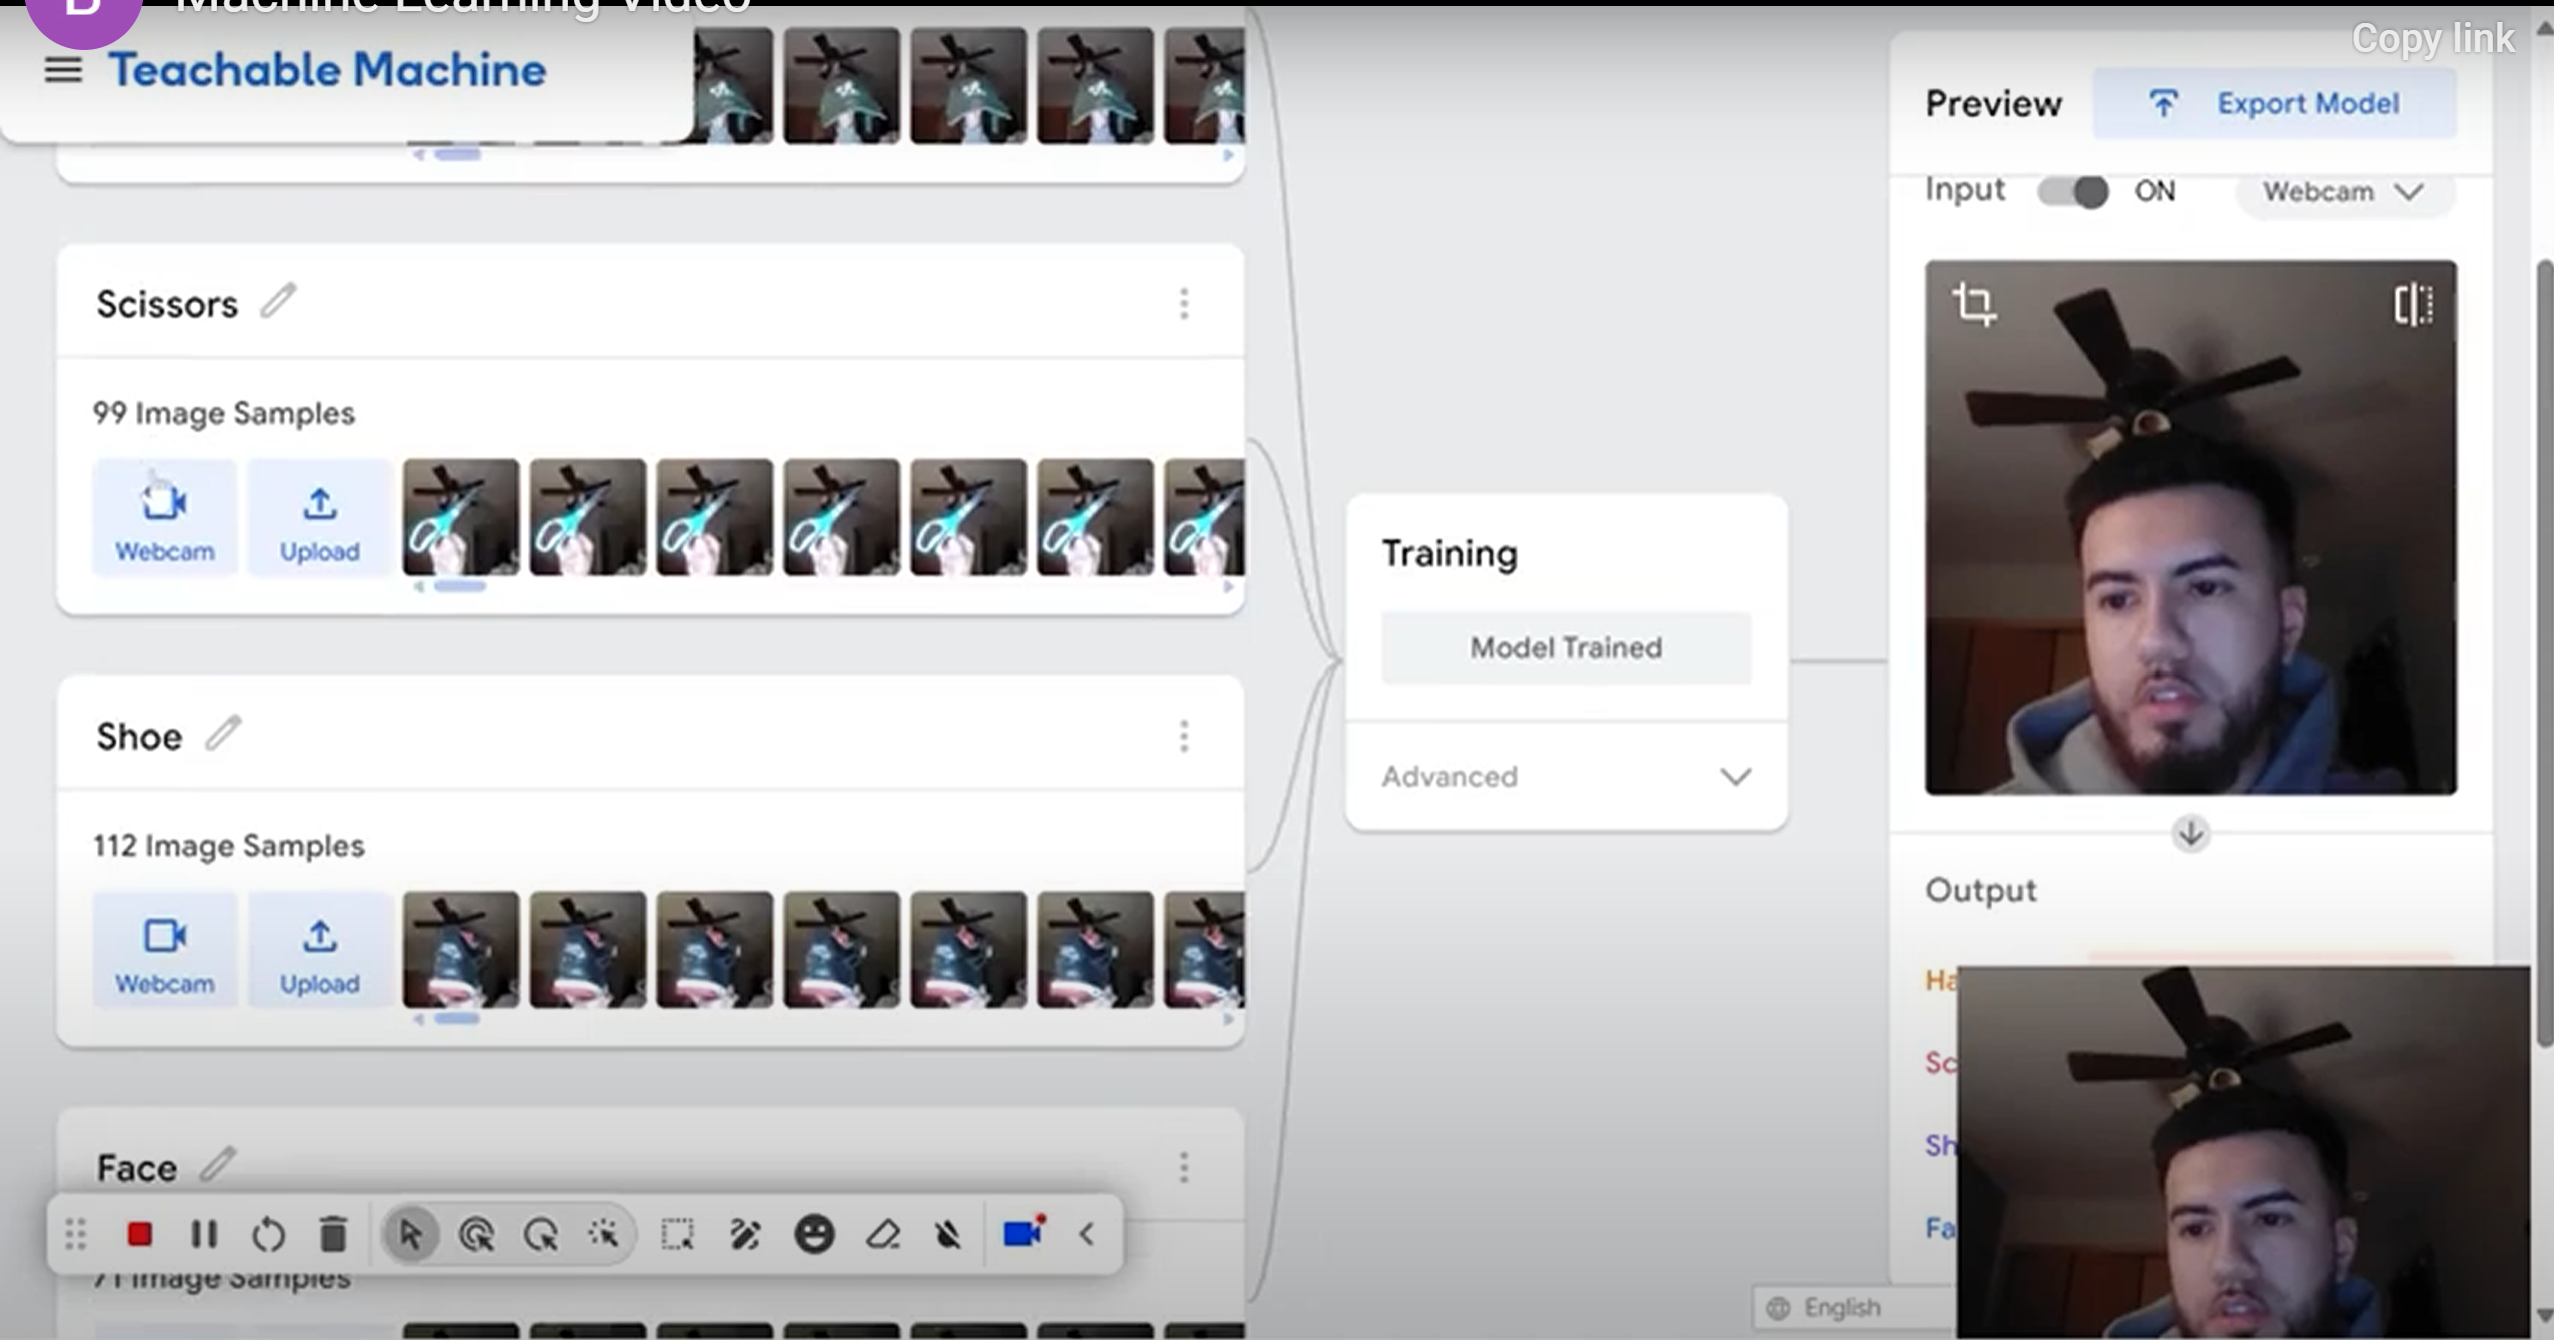 Machine Learning Video
Copy link
Teachable Machine
Preview
Export Model
Input
ON
Webcam
Scissors
99 Image Samples
Webcam
Upload
Training
Model Trained
Advanced
Shoe
112 Image Samples
Webcam
Upload
Output
Ha
Sc
Sh
Fa
Face
71 Image Samples
English